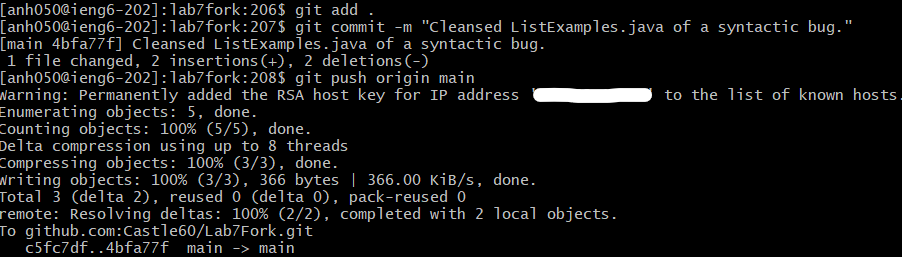 [anh050@ieng6-202]:lab7fork:206$ git add .
[anh050@ieng6-202]:lab7fork:207$ git commit -m "Cleansed ListExamples.java of a syntactic bug."
[main 4bfa77f] Cleansed ListExamples.java of a syntactic bug.
 1 file changed, 2 insertions(+), 2 deletions(-)
[anh050@ieng6-202]:lab7fork:208$ git push origin main
Warning: Permanently added the RSA host key for IP address ' ' to the list of known hosts.
Enumerating objects: 5, done.
Counting objects: 100% (5/5), done.
Delta compression using up to 8 threads
Compressing objects: 100% (3/3), done.
Writing objects: 100% (3/3), 366 bytes | 366.00 KiB/s, done.
Total 3 (delta 2), reused 0 (delta 0), pack-reused 0
remote: Resolving deltas: 100% (2/2), completed with 2 local objects.
To github.com:Castle60/Lab7Fork.git
   c5fc7df..4bfa77f  main -> main